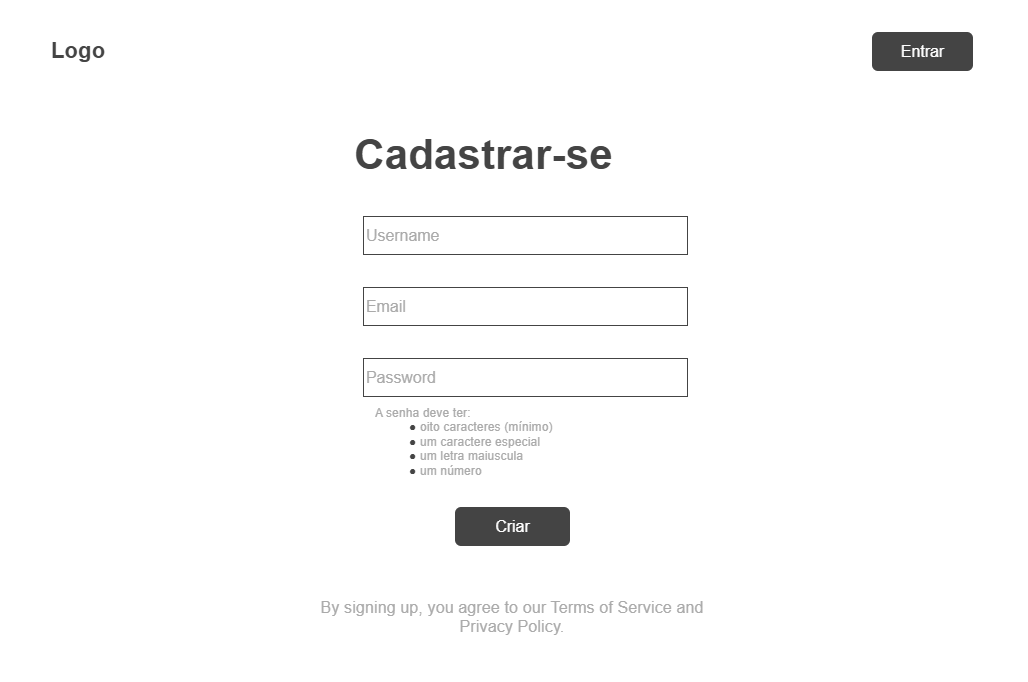 Logo
Entrar
Cadastrar-se
Username
Email
Password
A senha deve ter:
● oito caracteres (mínimo)
● um caractere especial
● um letra maiuscula
● um número
Criar
By signing up, you agree to our Terms of Service and
Privacy Policy.